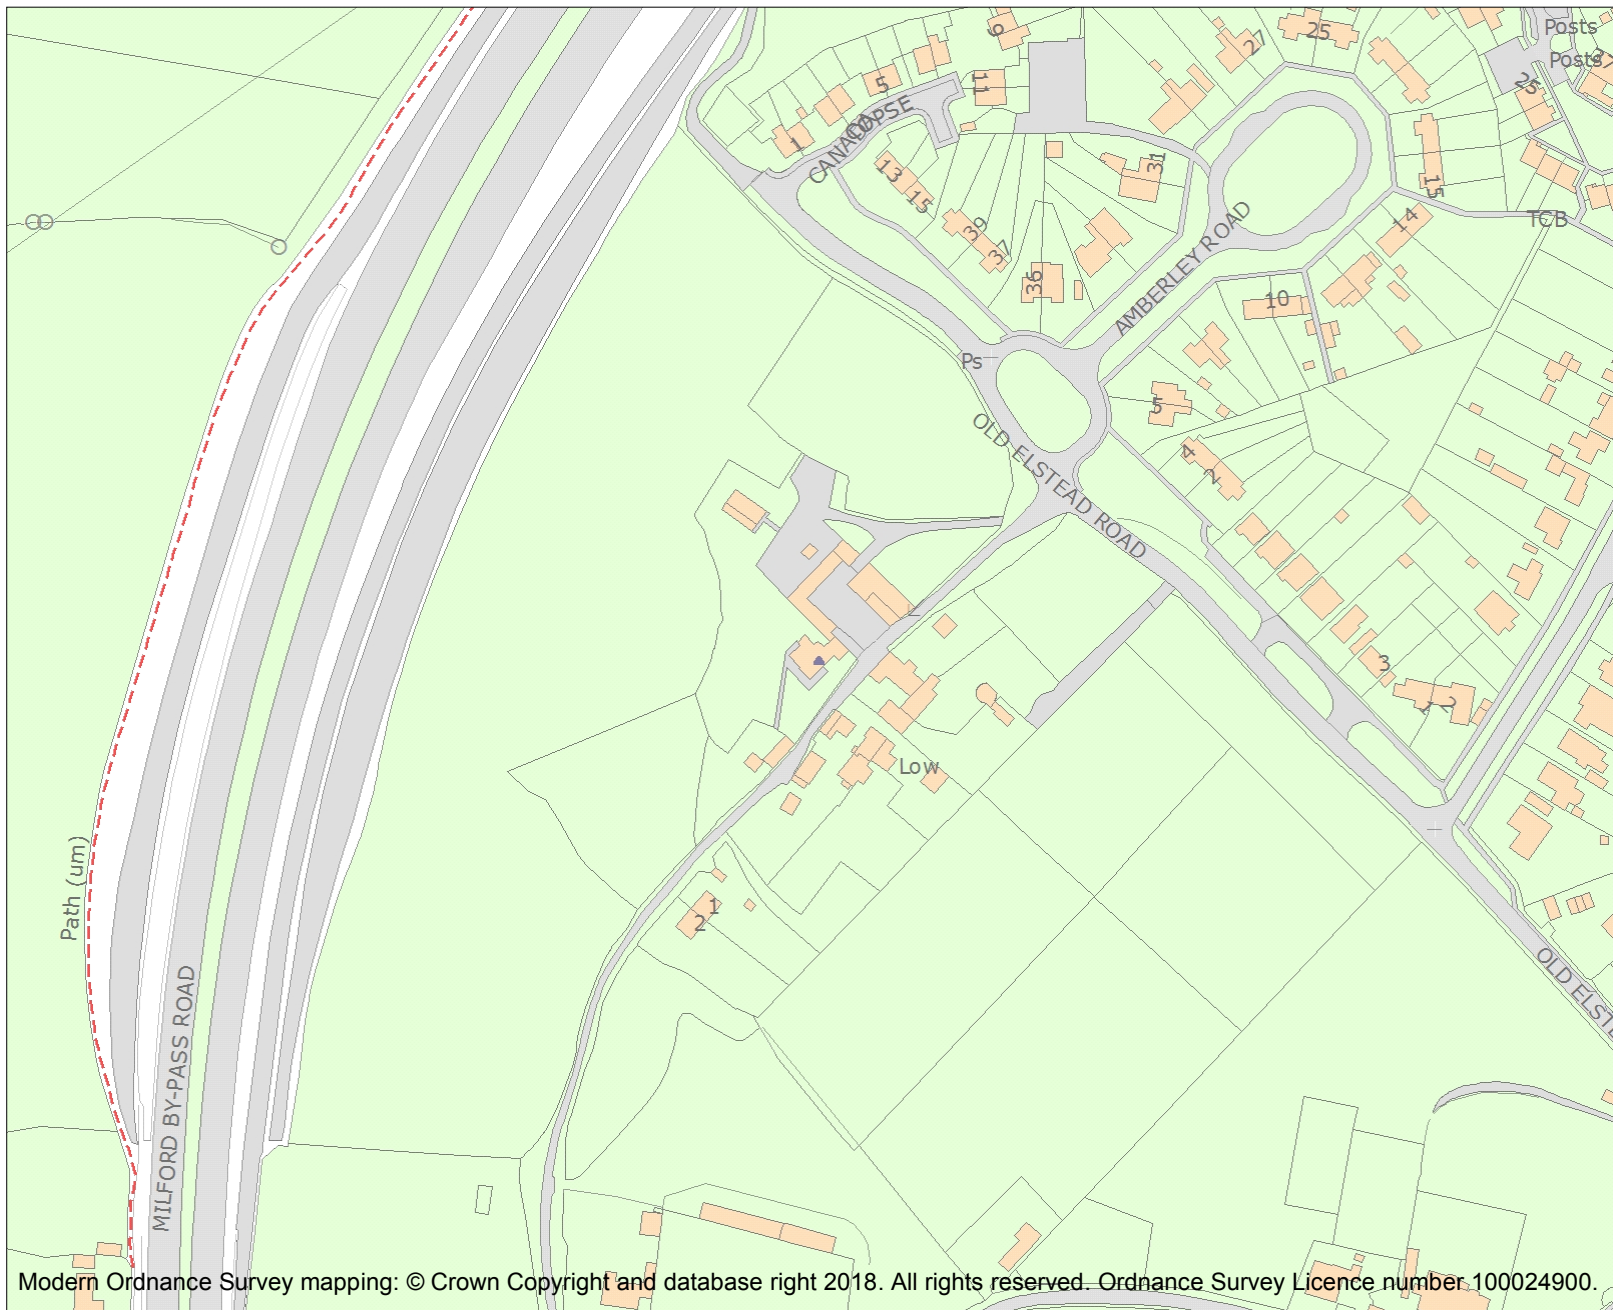 Posts
Posts
9
27
25
25
5
11
CANADA
COPSE
1
13
15
31
15
39
37
14
TCB
AMBERLEY ROAD
36
10
Ps
5
OLD ELSTEAD ROAD
4
2
3
1
2
Low
Path (um)
1
2
MILFORD BY-PASS ROAD
OLD ELSTE
Modern Ordnance Survey mapping: © Crown Copyright and database right 2018. All rights reserved. Ordnance Survey Licence number 100024900.